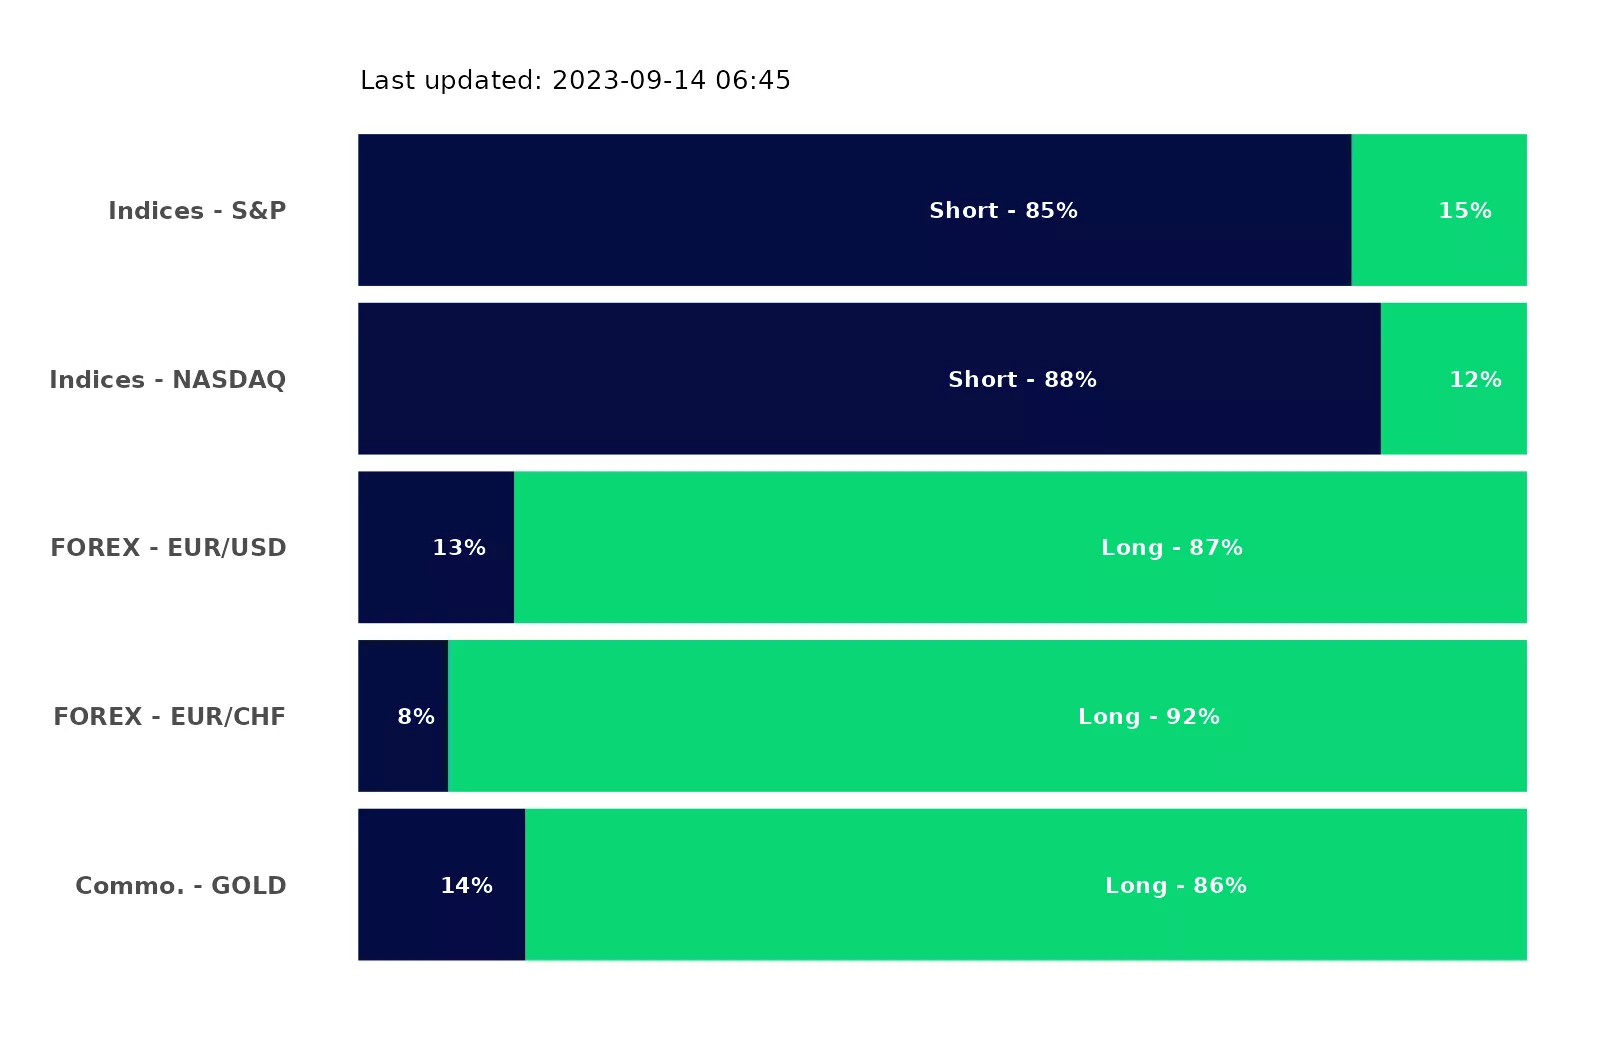 Last updated: 2023-09-14 06:45
Indices - S&P Short - 85% 15%
Indices - NASDAQ Short - 88% 12%
FOREX - EUR/USD 13% Long - 87%
FOREX - EUR/CHF 8% Long - 92%
Commo. - GOLD 14% Long - 86%